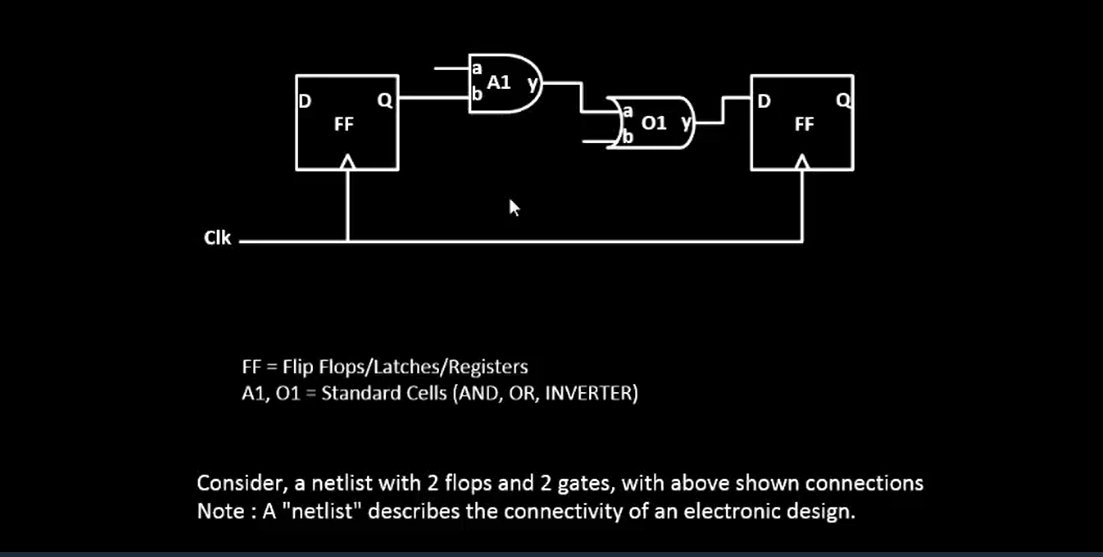 a
A1 y
b
D Q
FF
a
O1 y
b
D Q
FF
Clk
FF = Flip Flops/Latches/Registers
A1, O1 = Standard Cells (AND, OR, INVERTER)
Consider, a netlist with 2 flops and 2 gates, with above shown connections
Note : A "netlist" describes the connectivity of an electronic design.